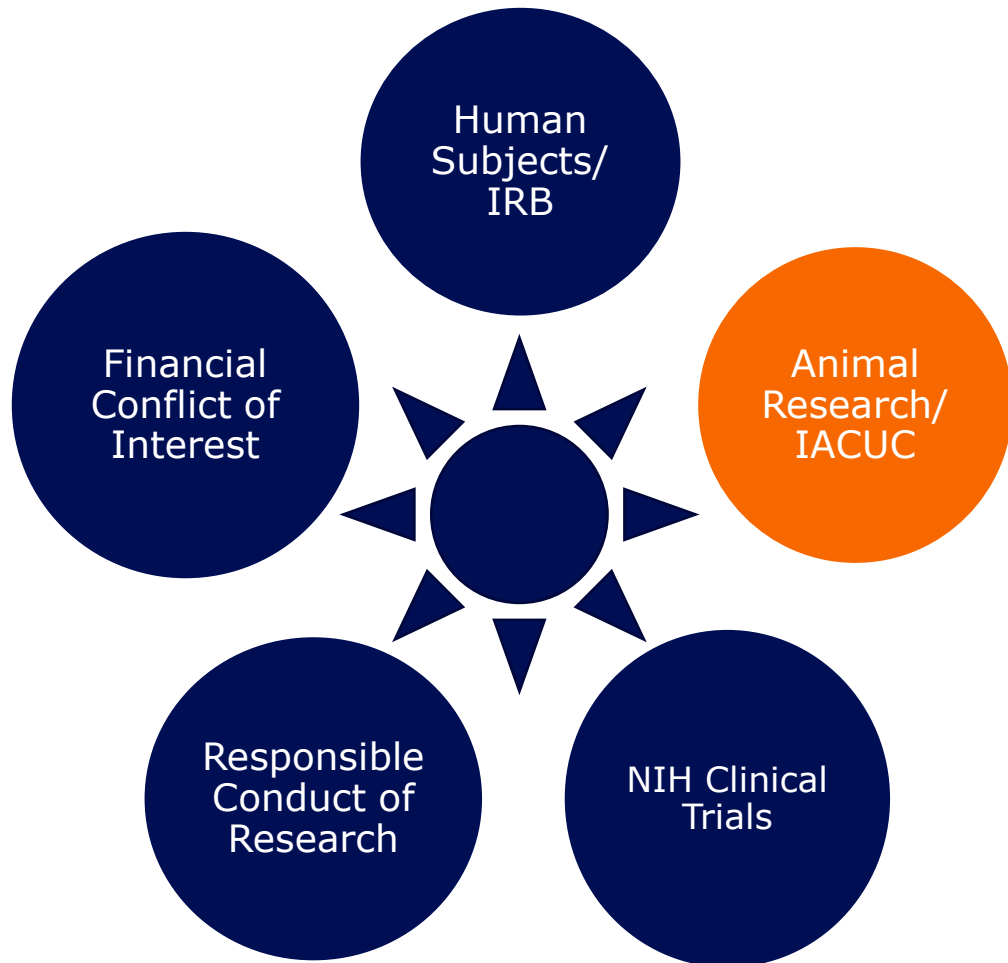 Human
Subjects/
IRB
Animal
Research/
IACUC
Financial
Conflict of
Interest
Responsible
Conduct of
Research
NIH Clinical
Trials